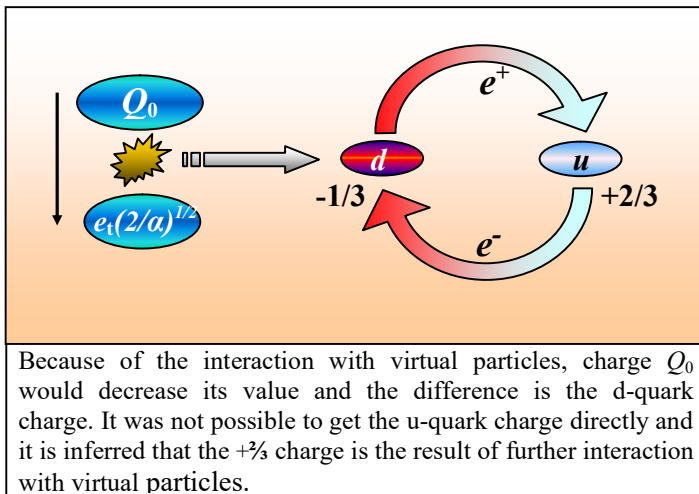 Q₀
e⁺
d
u
-1/3
+2/3
eₜ(2/α)^1/2
e⁻
Because of the interaction with virtual particles, charge Q₀
would decrease its value and the difference is the d-quark
charge. It was not possible to get the u-quark charge directly and
it is inferred that the +⅔ charge is the result of further interaction
with virtual particles.